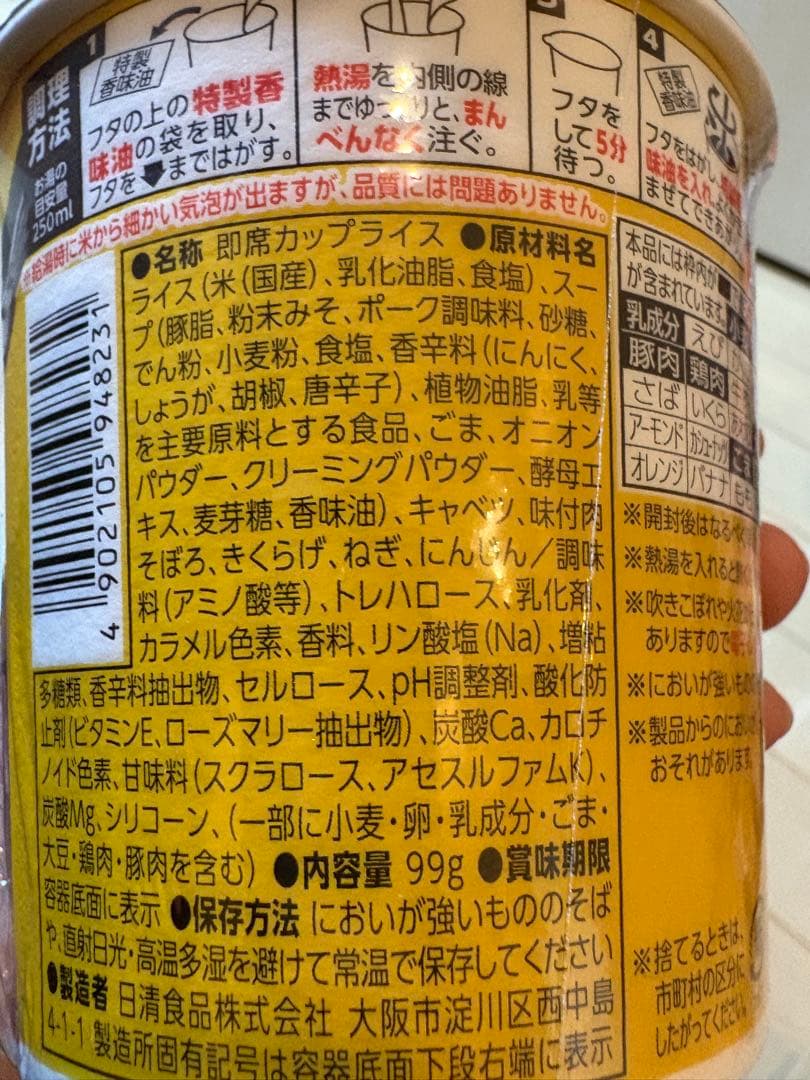 調理
方法
お湯の
目安量
250ml
1
特製
香味油
フタの上の特製香
味油の袋を取り、
フタを⬇まではがす。
熱湯を内側の線
までゆっくりと、まん
べんなく注ぐ。
3
フタを
して5分
待つ。
4
特製
香味油
フタをはがし、
味油を入れ、
まぜてできあが
※給湯時に米から細かい気泡が出ますが、品質には問題ありません。
●名称 即席カップライス ●原材料名
ライス(米(国産)、乳化油脂、食塩)、スー
プ(豚脂、粉末みそ、ポーク調味料、砂糖、
でん粉、小麦粉、食塩、香辛料(にんにく、
しょうが、胡椒、唐辛子)、植物油脂、乳等
を主要原料とする食品、ごま、オニオン
パウダー、クリーミングパウダー、酵母エ
キス、麦芽糖、香味油)、キャベツ、味付肉
そぼろ、きくらげ、ねぎ、にんじん/調味
料(アミノ酸等)、トレハロース、乳化剤、
カラメル色素、香料、リン酸塩(Na)、増粘
多糖類、香辛料抽出物、セルロース、pH調整剤、酸化防
止剤(ビタミンE、ローズマリー抽出物)、炭酸Ca、カロチ
ノイド色素、甘味料(スクラロース、アセスルファムK)、
炭酸Mg、シリコーン、(一部に小麦・卵・乳成分・ごま・
大豆・鶏肉・豚肉を含む) ●内容量 99g ●賞味期限
容器底面に表示 ●保存方法 においが強いもののそば
や、直射日光・高温多湿を避けて常温で保存してください
●製造者 日清食品株式会社 大阪市淀川区西中島
4-1-1 製造所固有記号は容器底面下段右端に表示
4 902105 948231
本品には枠内が■
が含まれています。
乳成分 えび
豚肉 鶏肉
さば いくら
アーモンド カシューナッツ
オレンジ バナナ
※開封後はなるべく
※熱湯を入れると
※吹きこぼれや
ありますので
※においが強いもの
※製品からのにおい
おそれがあります。
※捨てるときは、
市町村の区分に
したがってください。